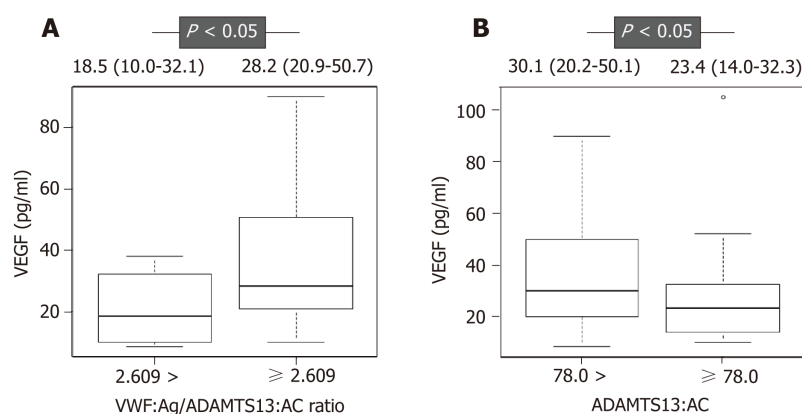 A
P < 0.05
18.5 (10.0-32.1) 28.2 (20.9-50.7)
VEGF (pg/ml)
80
60
40
20
2.609 > ⩾ 2.609
VWF:Ag/ADAMTS13:AC ratio
B
P < 0.05
30.1 (20.2-50.1) 23.4 (14.0-32.3)
VEGF (pg/ml)
100
80
60
40
20
78.0 > ⩾ 78.0
ADAMTS13:AC